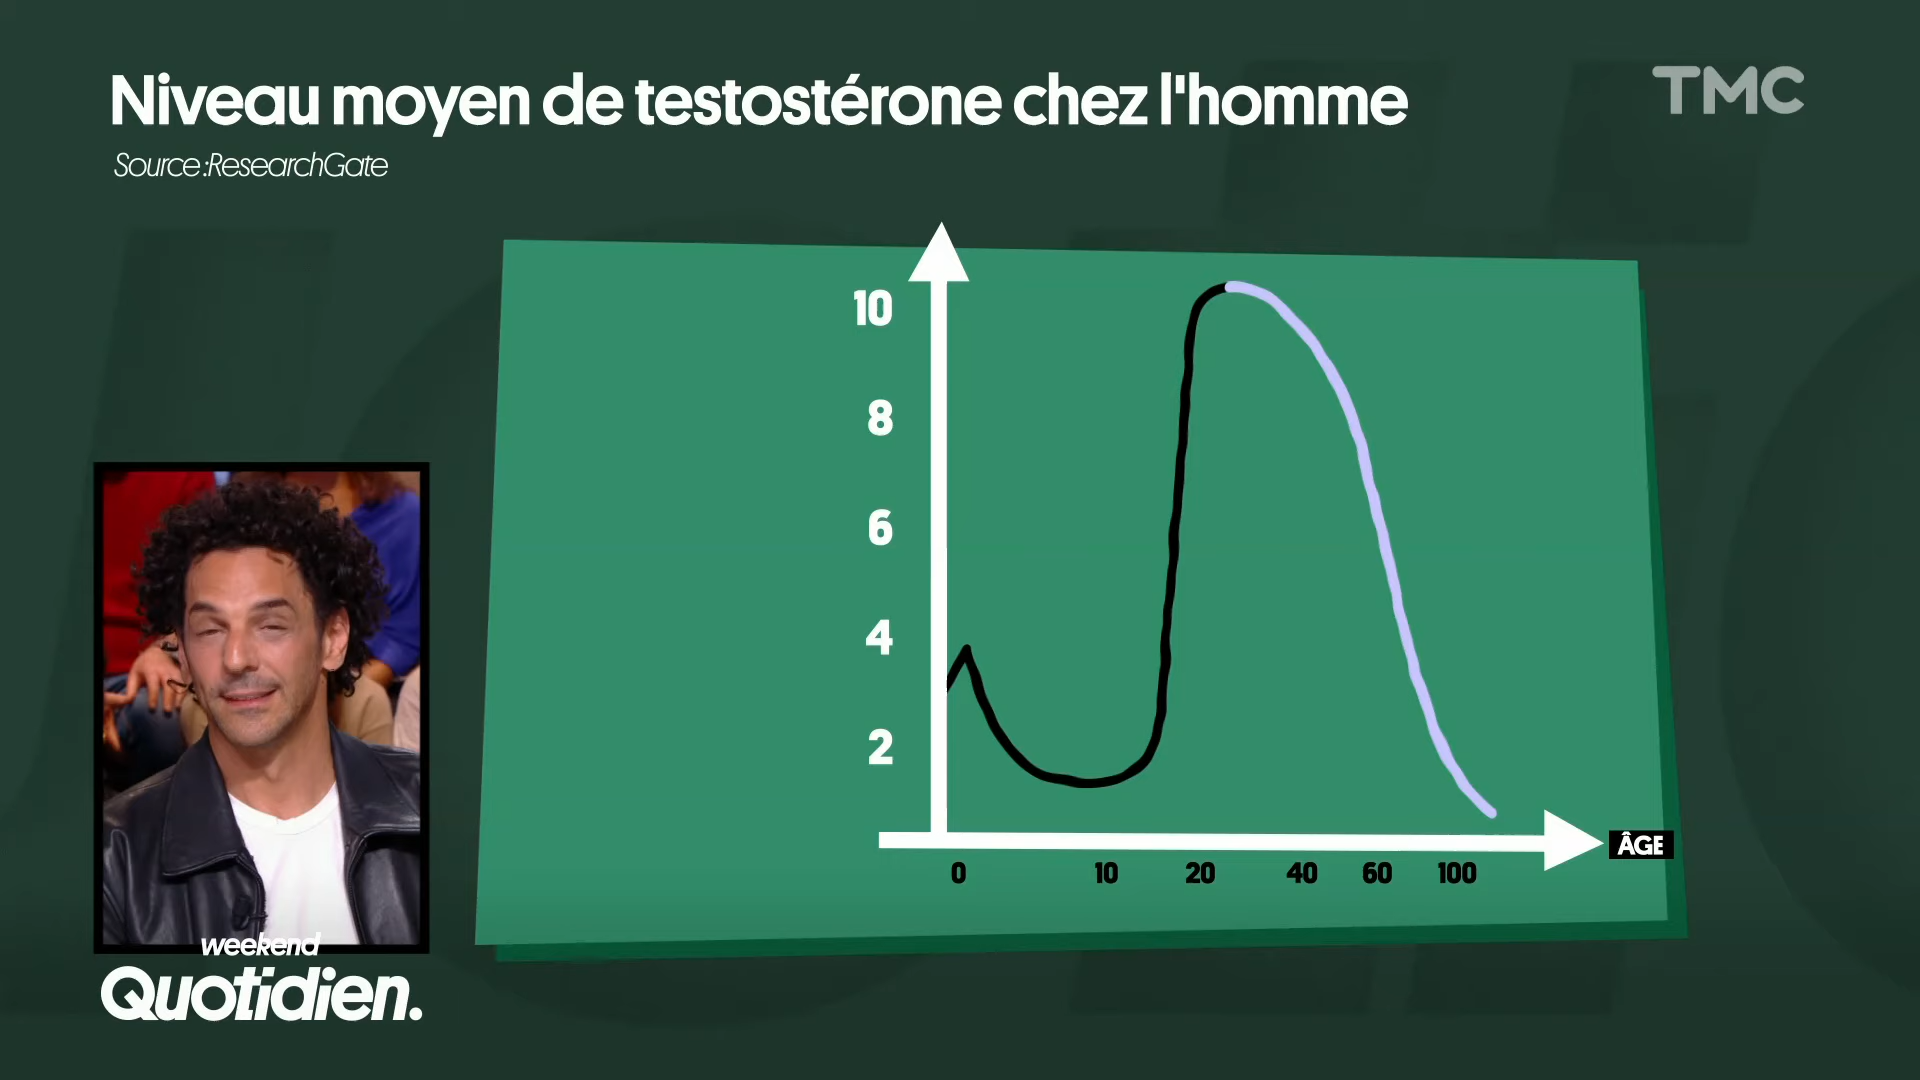 Niveau moyen de testostérone chez l'homme
TMC
Source:ResearchGate
10
8
6
4
2
0 10 20 40 60 100
ÂGE
weekend
Quotidien.